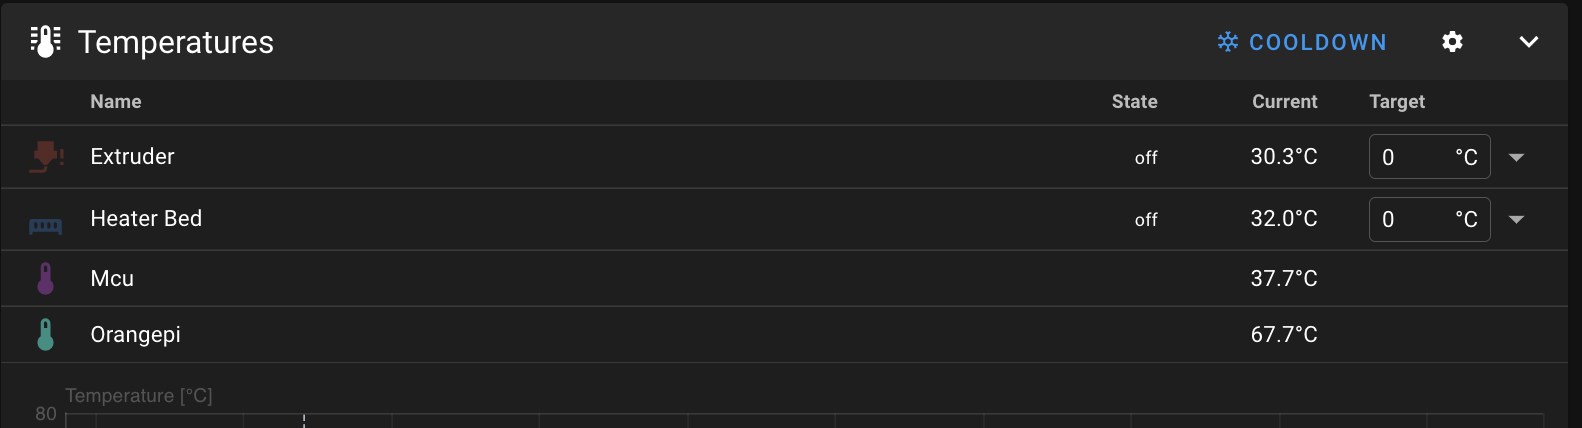 Temperatures COOLDOWN
Name State Current Target
Extruder off 30.3°C 0 °C
Heater Bed off 32.0°C 0 °C
Mcu 37.7°C
Orangepi 67.7°C
Temperature [°C]
80